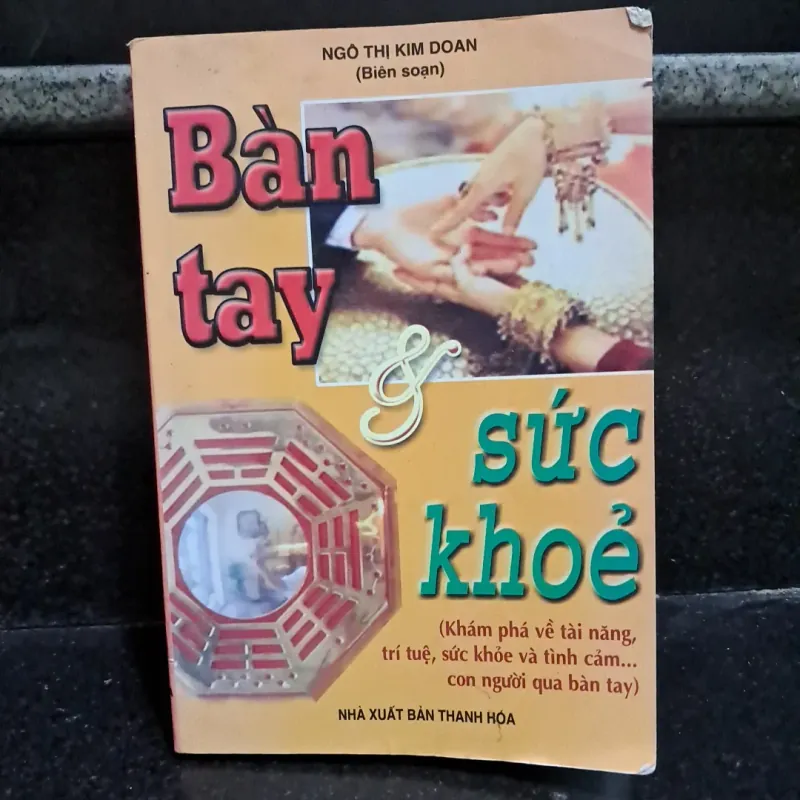 NGÔ THỊ KIM DOAN
(Biên soạn)
Bàn
tay
&
sức
khoẻ
(Khám phá về tài năng,
trí tuệ, sức khỏe và tình cảm...
con người qua bàn tay)
NHÀ XUẤT BẢN THANH HÓA